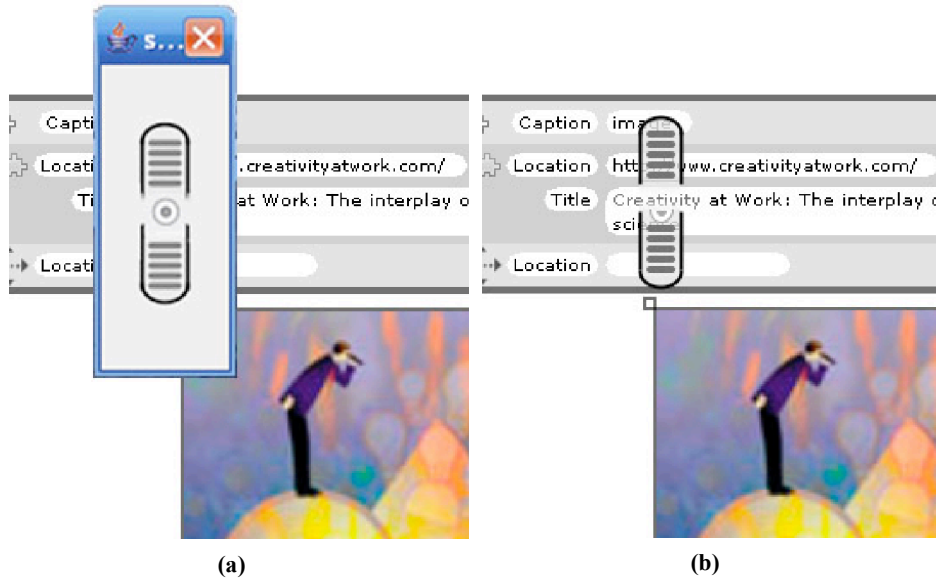 s...
Capti
Locati .creativityatwork.com/
Ti at Work: The interplay o
Locati
Caption image
Location http://www.creativityatwork.com/
Title Creativity at Work: The interplay o
science
Location
(a)
(b)